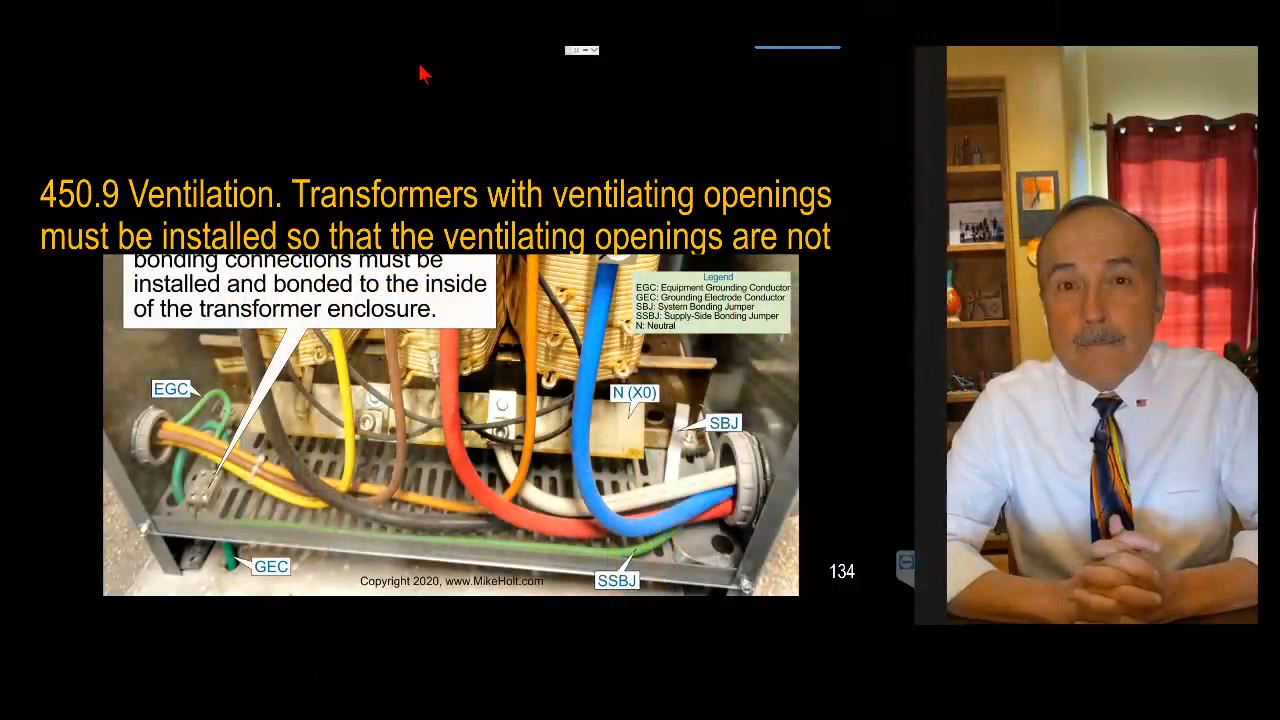 450.9 Ventilation. Transformers with ventilating openings
must be installed so that the ventilating openings are not
bonding connections must be
installed and bonded to the inside
of the transformer enclosure.
Legend
EGC: Equipment Grounding Conductor
GEC: Grounding Electrode Conductor
SBJ: System Bonding Jumper
SSBJ: Supply-Side Bonding Jumper
N: Neutral
EGC
N (X0)
SBJ
GEC
Copyright 2020, www.MikeHolt.com
SSBJ
134